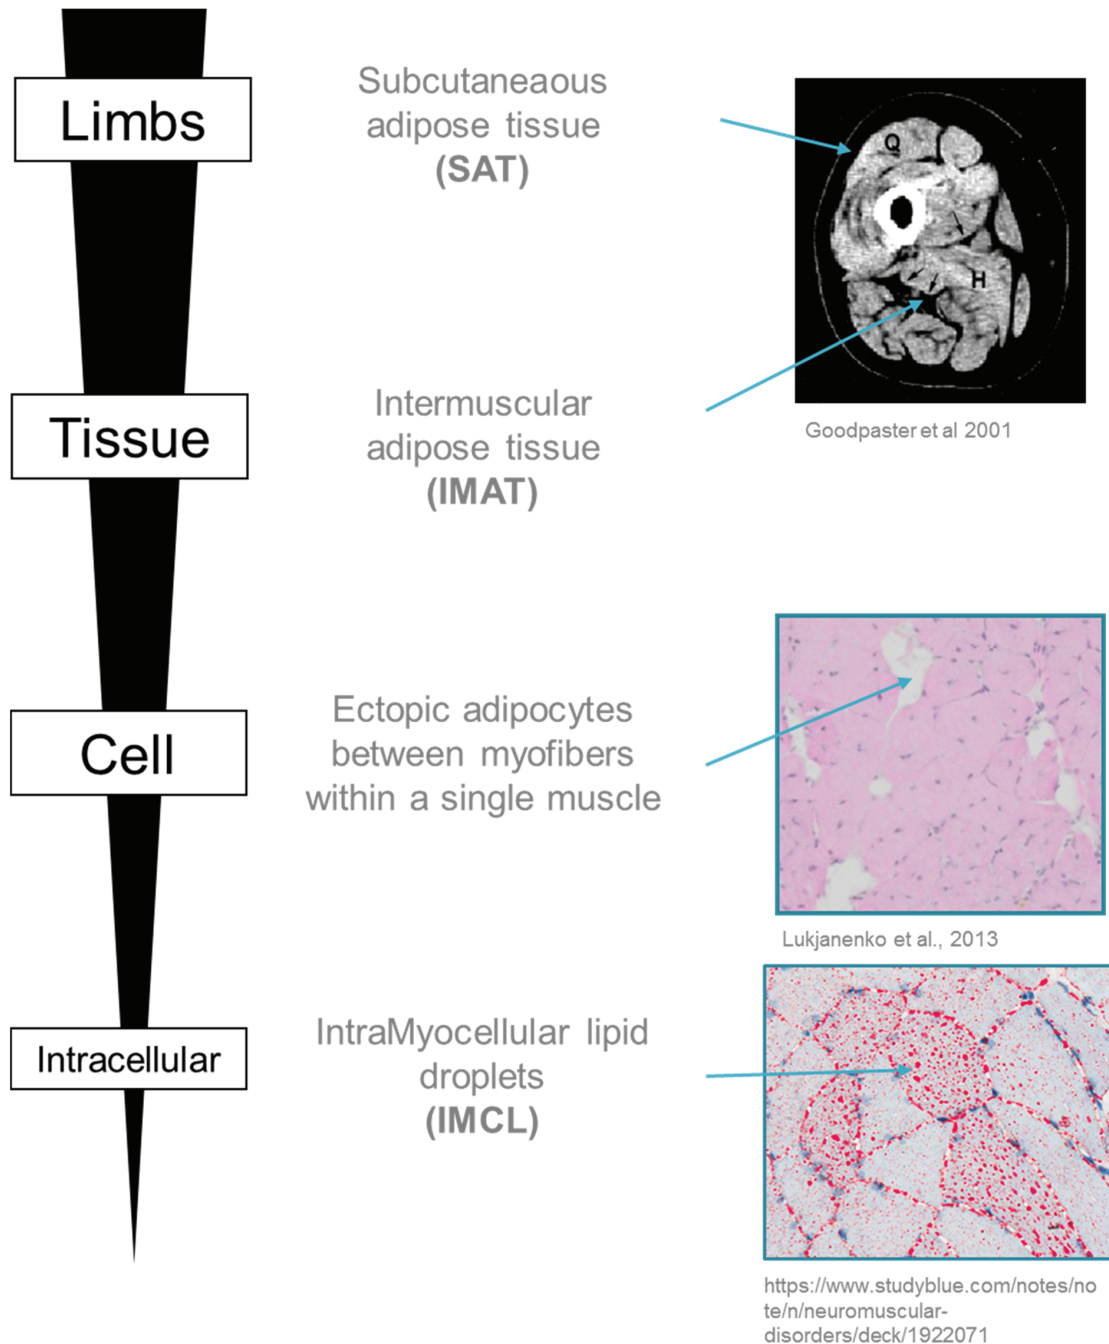 Limbs
Subcutaneaous
adipose tissue
(SAT)
Q
H
Goodpaster et al 2001
Tissue
Intermuscular
adipose tissue
(IMAT)
Cell
Ectopic adipocytes
between myofibers
within a single muscle
Lukjanenko et al., 2013
Intracellular
IntraMyocellular lipid
droplets
(IMCL)
https://www.studyblue.com/notes/no
te/n/neuromuscular-
disorders/deck/1922071